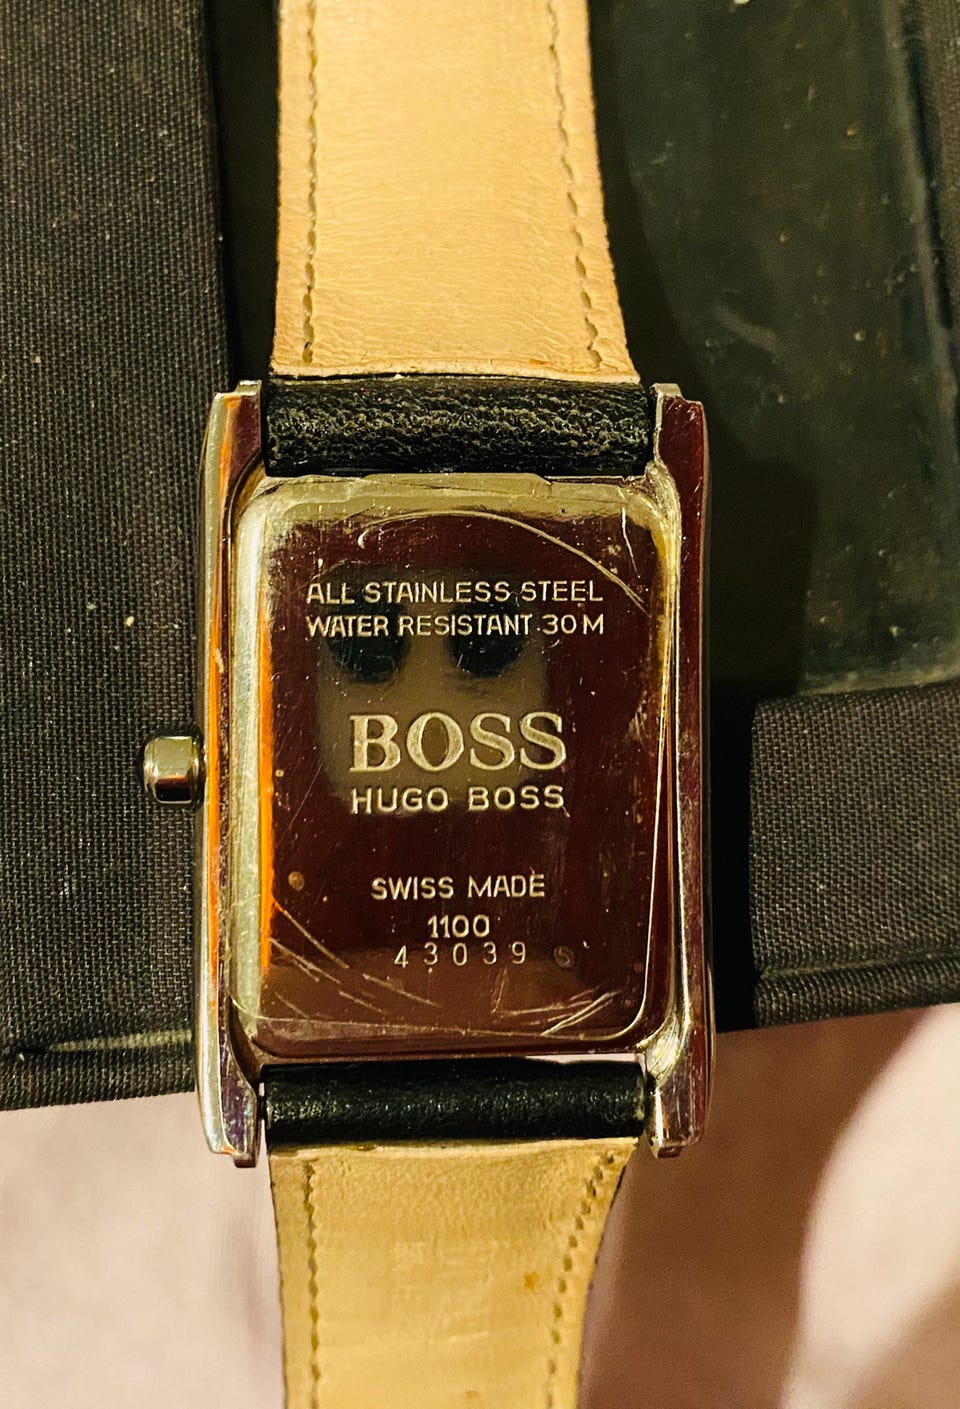 ALL STAINLESS STEEL
WATER RESISTANT 30 M
BOSS
HUGO BOSS
SWISS MADE
1100
43039